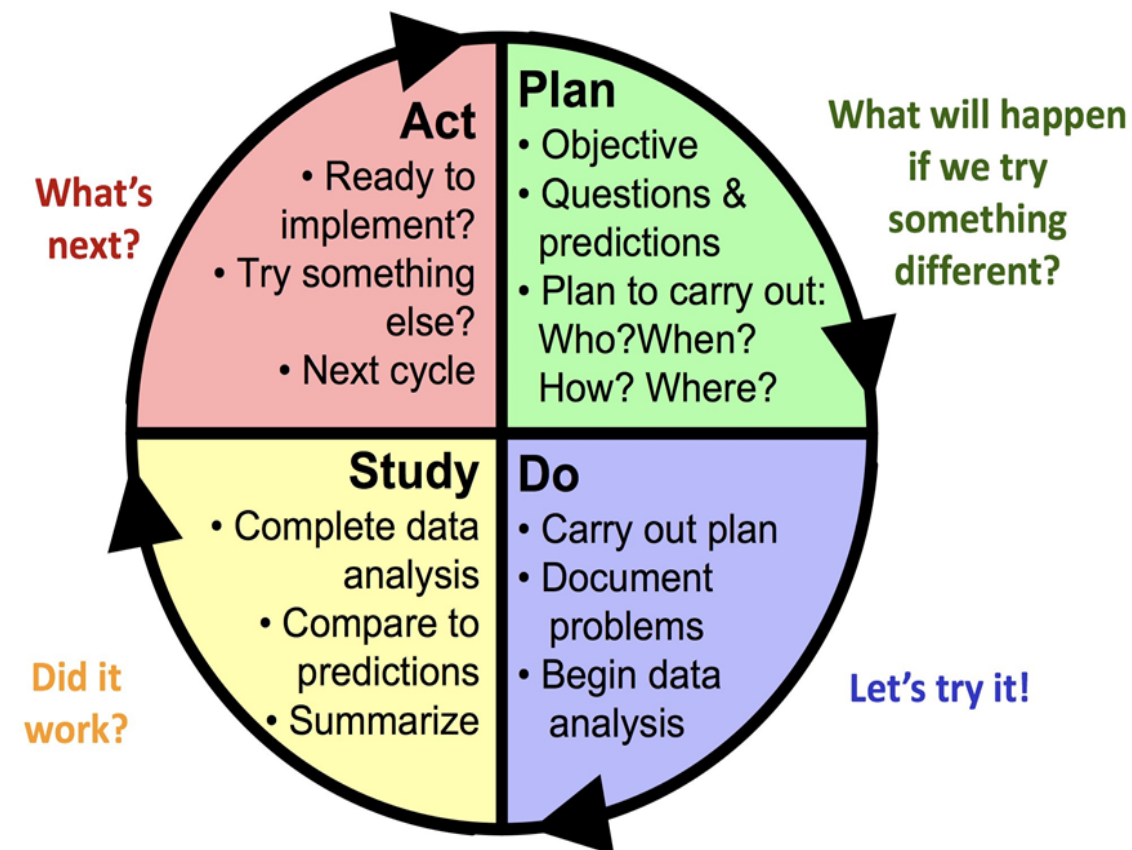 Plan
• Objective
• Questions &
predictions
• Plan to carry out:
Who?When?
How? Where?
What will happen
if we try
something
different?
Do
• Carry out plan
• Document
problems
• Begin data
analysis
Let's try it!
Study
• Complete data
analysis
• Compare to
predictions
• Summarize
Did it
work?
Act
• Ready to
implement?
• Try something
else?
• Next cycle
What's
next?